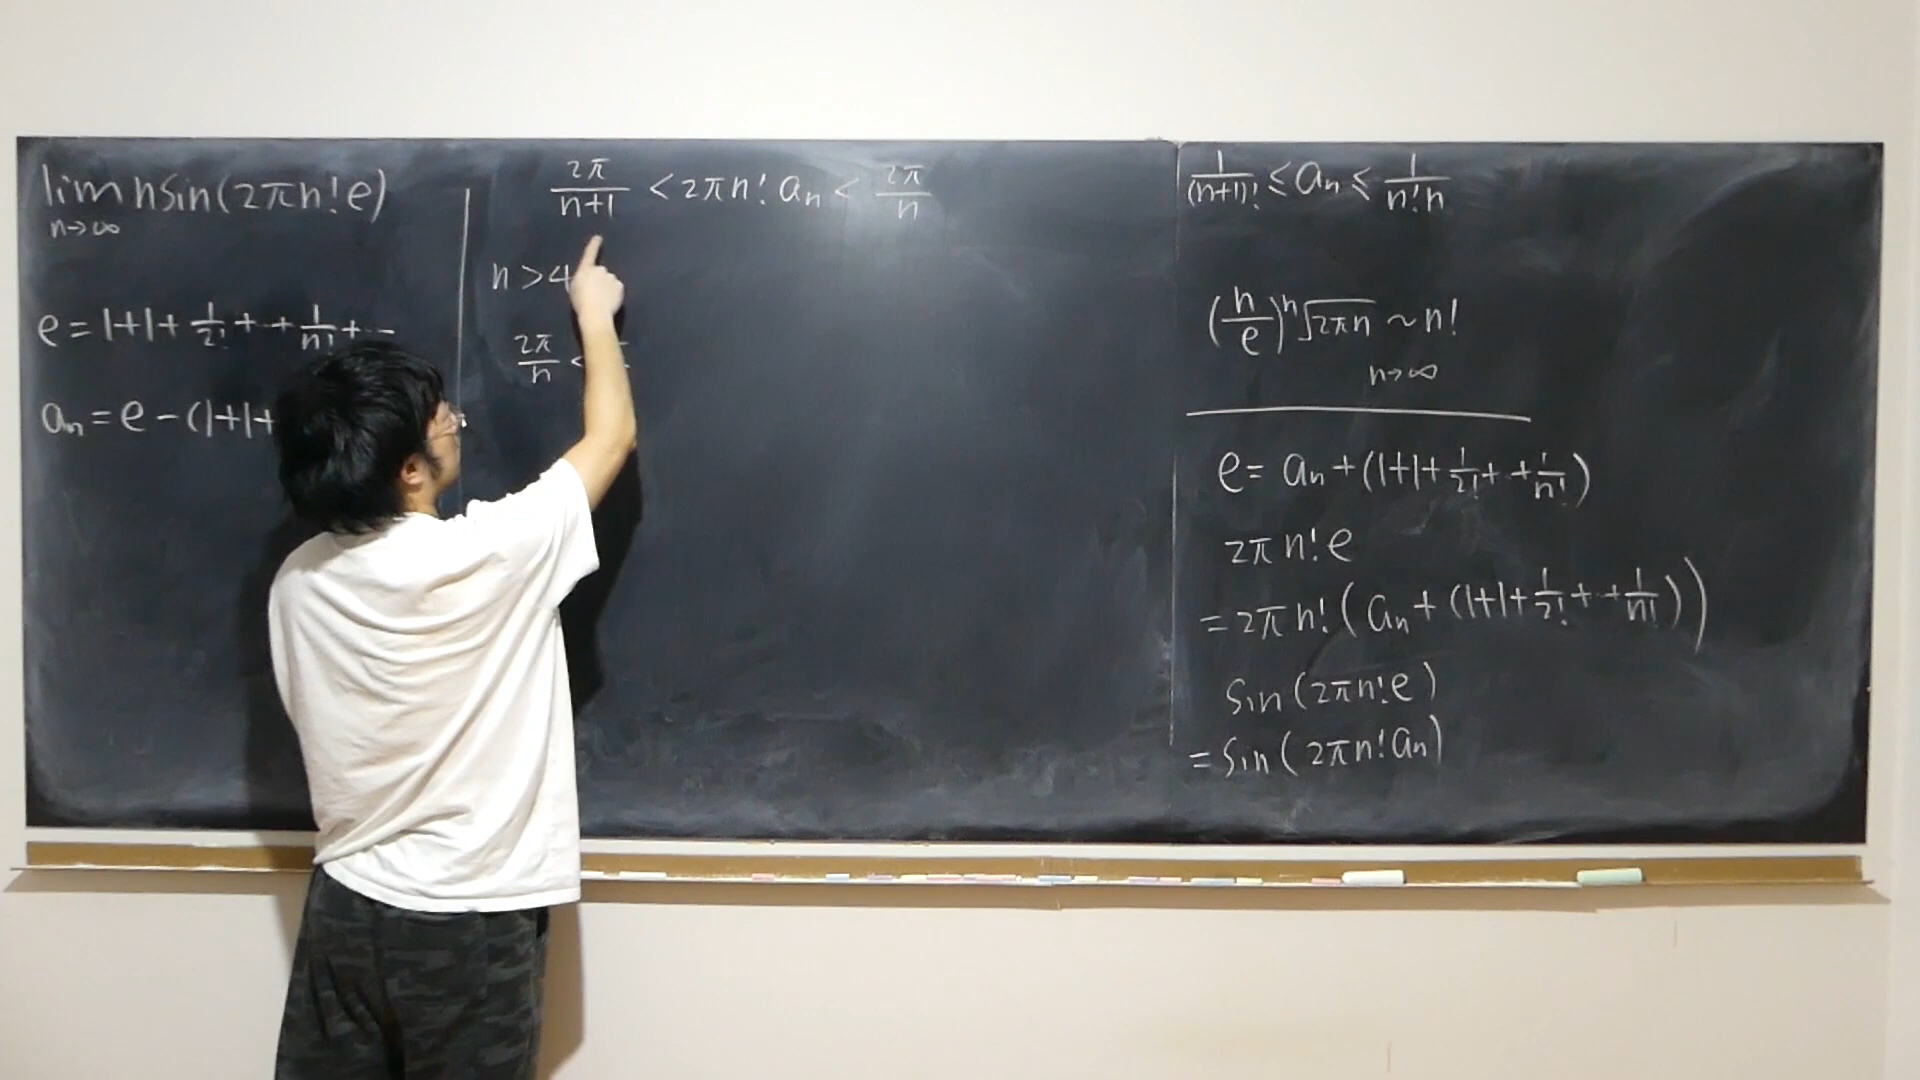 lim n sin(2πn!e)
n→∞
e = 1+1+ 1/2! + ·· + 1/n! + ···
aₙ = e − (1+1+
2π/(n+1) < 2πn! aₙ < 2π/n
n > 4
2π/n <
1/(n+1)! ≤ aₙ ≤ 1/(n!n)
(n/e)ⁿ √(2πn) ~ n!
n→∞
e = aₙ + (1+1+ 1/2! + ·· + 1/n!)
2π n! e
= 2π n! (aₙ + (1+1+ 1/2! + ·· + 1/n!))
sin(2πn!e)
= sin(2πn!aₙ)